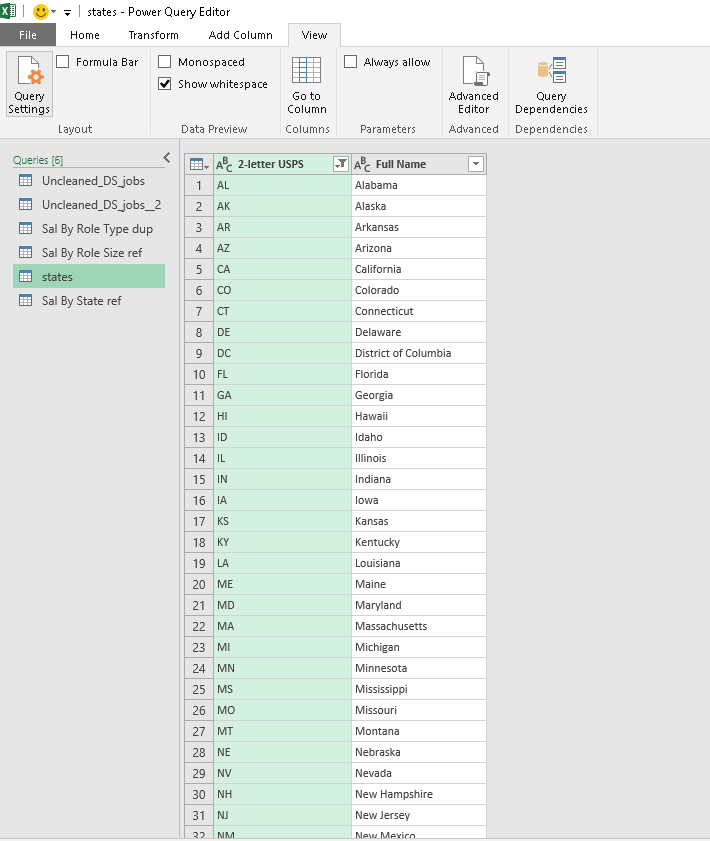 states - Power Query Editor
File Home Transform Add Column View
Query Settings
Formula Bar
Layout
Monospaced
Show whitespace
Data Preview
Go to Column
Columns
Always allow
Parameters
Advanced Editor
Advanced
Query Dependencies
Dependencies
Queries [6]
Uncleaned_DS_jobs
Uncleaned_DS_jobs__2
Sal By Role Type dup
Sal By Role Size ref
states
Sal By State ref
ABC 2-letter USPS ABC Full Name
1 AL Alabama
2 AK Alaska
3 AR Arkansas
4 AZ Arizona
5 CA California
6 CO Colorado
7 CT Connecticut
8 DE Delaware
9 DC District of Columbia
10 FL Florida
11 GA Georgia
12 HI Hawaii
13 ID Idaho
14 IL Illinois
15 IN Indiana
16 IA Iowa
17 KS Kansas
18 KY Kentucky
19 LA Louisiana
20 ME Maine
21 MD Maryland
22 MA Massachusetts
23 MI Michigan
24 MN Minnesota
25 MS Mississippi
26 MO Missouri
27 MT Montana
28 NE Nebraska
29 NV Nevada
30 NH New Hampshire
31 NJ New Jersey
32 NM New Mexico